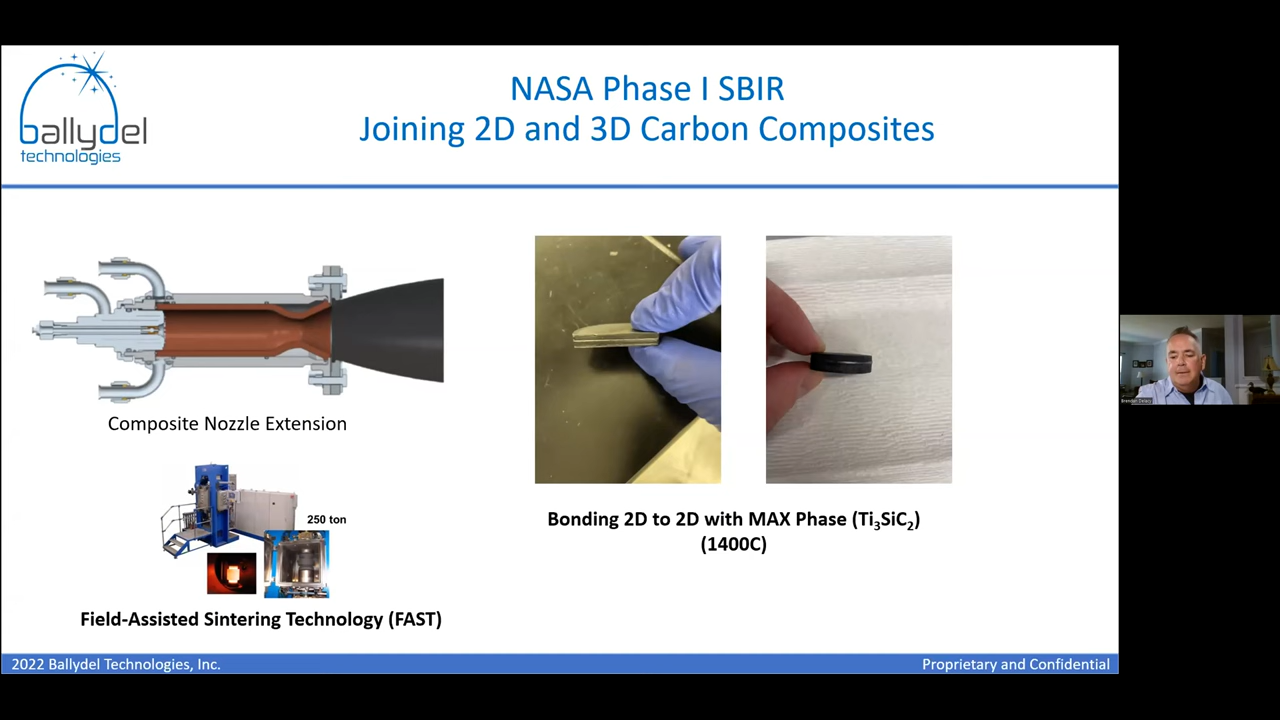 ballydel
technologies
NASA Phase I SBIR
Joining 2D and 3D Carbon Composites
Composite Nozzle Extension
250 ton
Field-Assisted Sintering Technology (FAST)
Bonding 2D to 2D with MAX Phase (Ti₃SiC₂)
(1400C)
2022 Ballydel Technologies, Inc.
Proprietary and Confidential